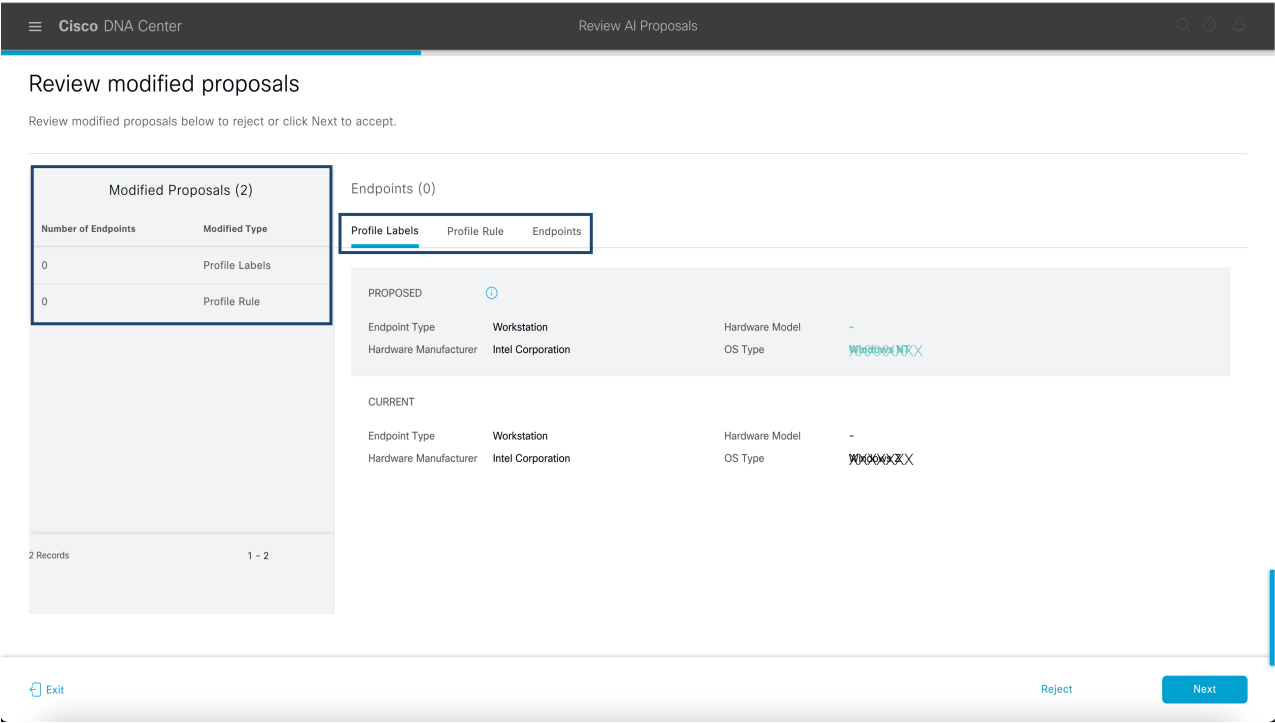 Cisco DNA Center
Review AI Proposals
Review modified proposals
Review modified proposals below to reject or click Next to accept.
Modified Proposals (2)
Number of Endpoints Modified Type
0 Profile Labels
0 Profile Rule
2 Records 1 - 2
Endpoints (0)
Profile Labels Profile Rule Endpoints
PROPOSED
Endpoint Type Workstation Hardware Model -
Hardware Manufacturer Intel Corporation OS Type
CURRENT
Endpoint Type Workstation Hardware Model -
Hardware Manufacturer Intel Corporation OS Type
Exit
Reject
Next